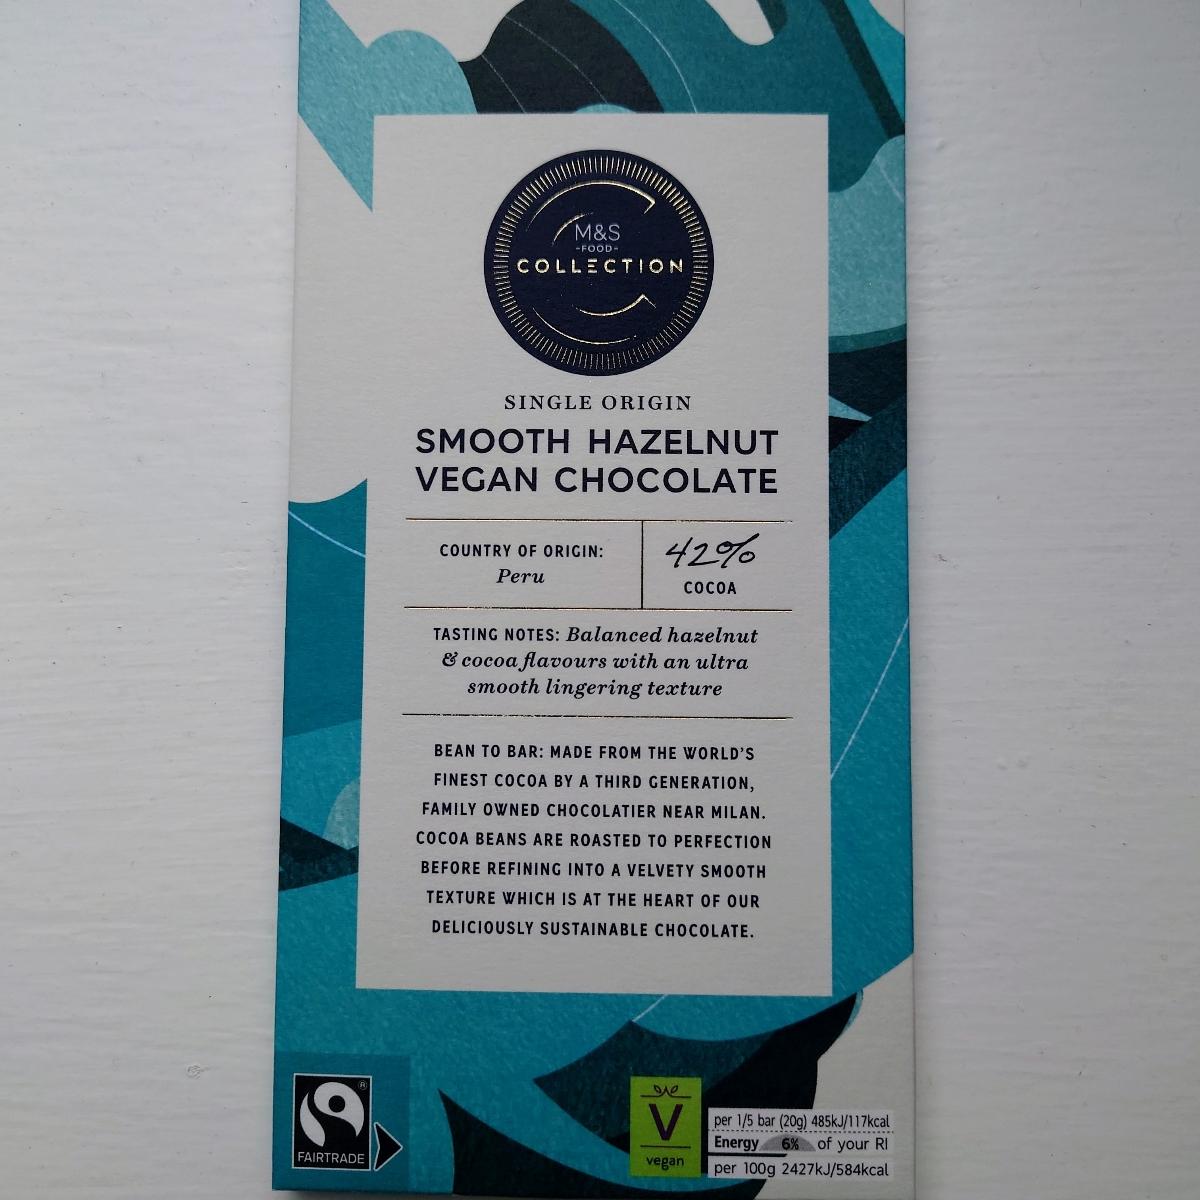 M&S
-FOOD-
COLLECTION
SINGLE ORIGIN
SMOOTH HAZELNUT
VEGAN CHOCOLATE
COUNTRY OF ORIGIN:
Peru
42%
COCOA
TASTING NOTES: Balanced hazelnut
& cocoa flavours with an ultra
smooth lingering texture
BEAN TO BAR: MADE FROM THE WORLD'S
FINEST COCOA BY A THIRD GENERATION,
FAMILY OWNED CHOCOLATIER NEAR MILAN.
COCOA BEANS ARE ROASTED TO PERFECTION
BEFORE REFINING INTO A VELVETY SMOOTH
TEXTURE WHICH IS AT THE HEART OF OUR
DELICIOUSLY SUSTAINABLE CHOCOLATE.
®
FAIRTRADE
V
vegan
per 1/5 bar (20g) 485kJ/117kcal
Energy 6% of your RI
per 100g 2427kJ/584kcal